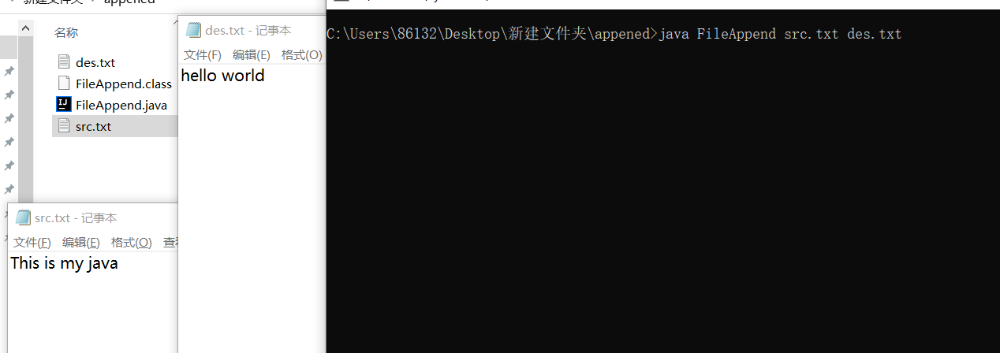 新建文件夹 appened
名称
des.txt
FileAppend.class
FileAppend.java
src.txt
des.txt - 记事本
文件(F) 编辑(E) 格式(O)
hello world
src.txt - 记事本
文件(F) 编辑(E) 格式(O) 查看
This is my java
C:\Users\86132\Desktop\新建文件夹\appened>java FileAppend src.txt des.txt